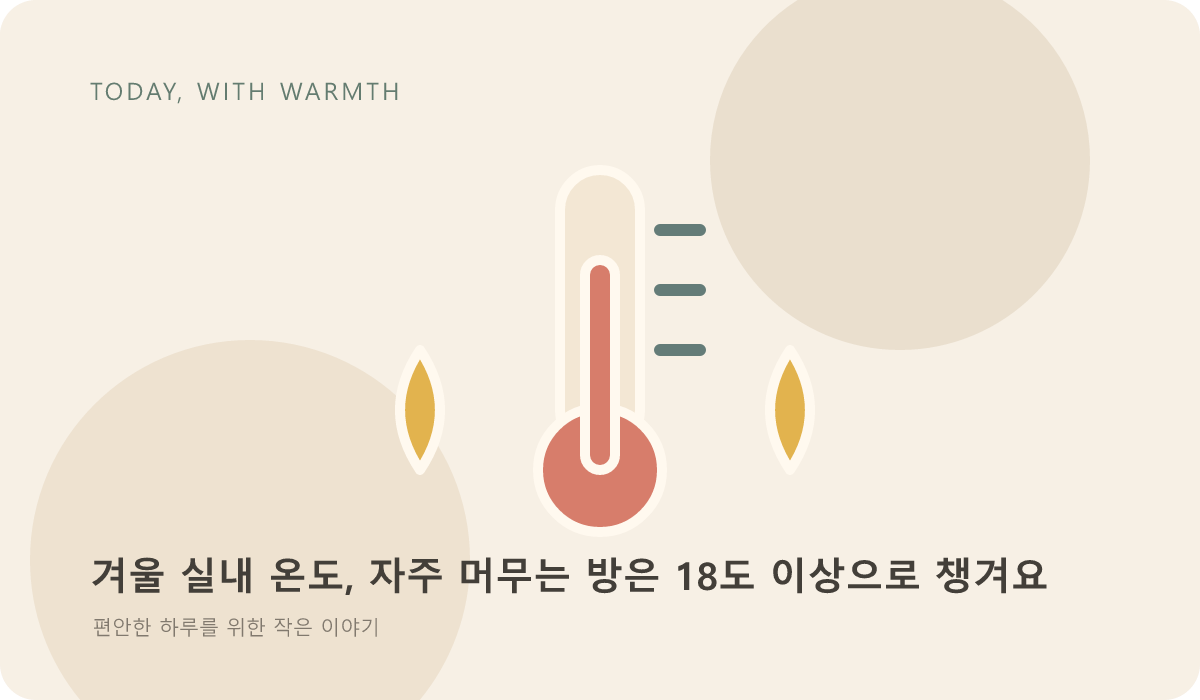 TODAY, WITH WARMTH
겨울 실내 온도, 자주 머무는 방은 18도 이상으로 챙겨요
편안한 하루를 위한 작은 이야기